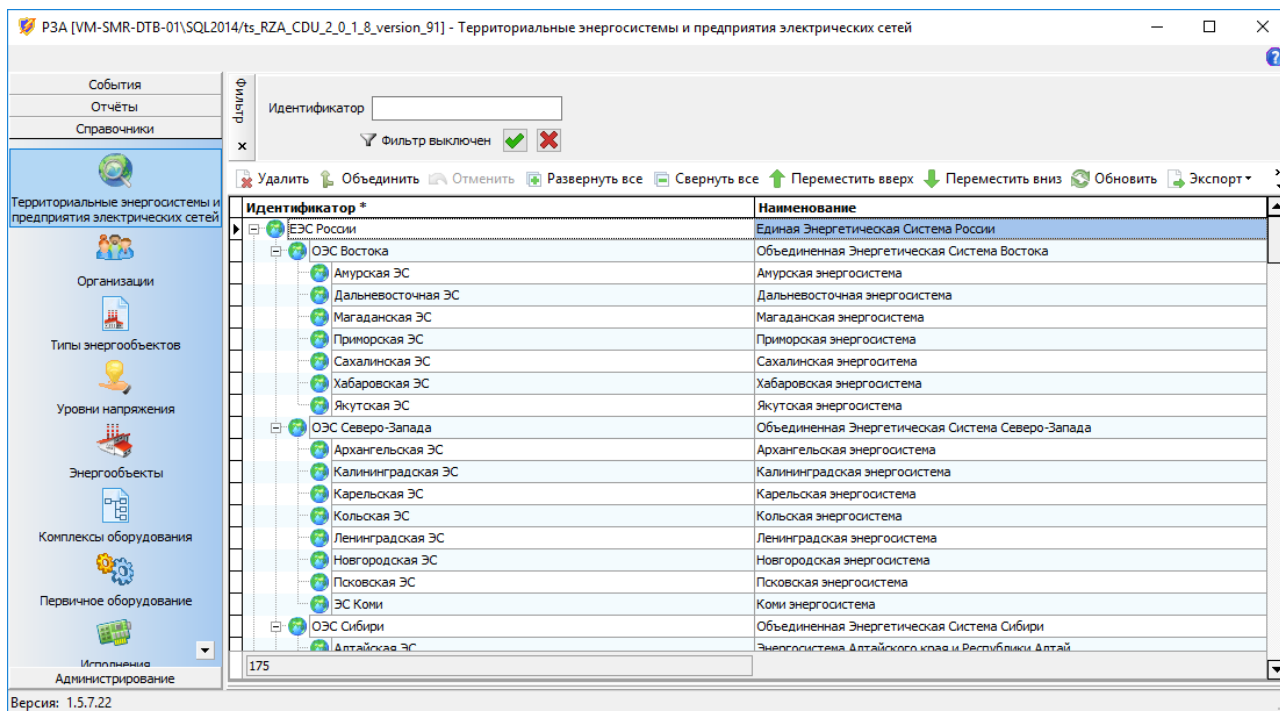 РЗА [VM-SMR-DTB-01\SQL2014/ts_RZA_CDU_2_0_1_8_version_91] - Территориальные энергосистемы и предприятия электрических сетей
События
Отчёты
Справочники
Территориальные энергосистемы и
предприятия электрических сетей
Организации
Типы энергообъектов
Уровни напряжения
Энергообъекты
Комплексы оборудования
Первичное оборудование
Исполнения
Администрирование
Фильтр
Идентификатор
Фильтр выключен
Удалить Объединить Отменить Развернуть все Свернуть все Переместить вверх Переместить вниз Обновить Экспорт
Идентификатор * Наименование
ЕЭС России Единая Энергетическая Система России
ОЭС Востока Объединенная Энергетическая Система Востока
Амурская ЭС Амурская энергосистема
Дальневосточная ЭС Дальневосточная энергосистема
Магаданская ЭС Магаданская энергосистема
Приморская ЭС Приморская энергосистема
Сахалинская ЭС Сахалинская энергоситема
Хабаровская ЭС Хабаровская энергосистема
Якутская ЭС Якутская энергосистема
ОЭС Северо-Запада Объединенная Энергетическая Система Северо-Запада
Архангельская ЭС Архангельская энергосистема
Калининградская ЭС Калининградская энергосистема
Карельская ЭС Карельская энергосистема
Кольская ЭС Кольская энергосистема
Ленинградская ЭС Ленинградская энергосистема
Новгородская ЭС Новгородская энергосистема
Псковская ЭС Псковская энергосистема
ЭС Коми Коми энергосистема
ОЭС Сибири Объединенная Энергетическая Система Сибири
Алтайская ЭС Энергосистема Алтайского края и Республики Алтай
175
Версия: 1.5.7.22